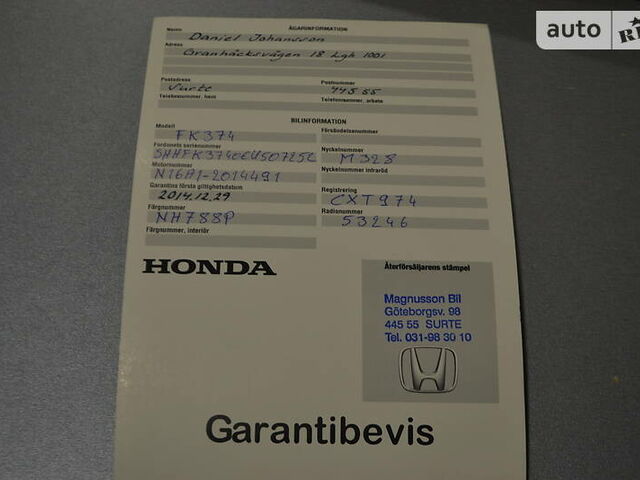 auto
RI
ÄGARINFORMATION
Namn
Daniel Johansson
Adress
Granhäcksvägen 18 Lgh 1001
Postadress
Postnummer
Surte
445 55
Telefonnummer, hem
Telefonnummer, arbete
BILINFORMATION
Modell
Försändelsenummer
FK374
Fordonets serienummer
Nyckelnummer
SHHFK3740EU50725C
M328
Motornummer
Nyckelnummer infraröd
N16A1-2014491
Garantins första giltighetsdatum
Registrering
2014.12.29
CXT974
Färgnummer
Radionummer
NH788P
53246
Färgnummer, interiör
HONDA
Återförsäljarens stämpel
Magnusson Bil
Göteborgsv. 98
445 55 SURTE
Tel. 031-98 30 10
Garantibevis